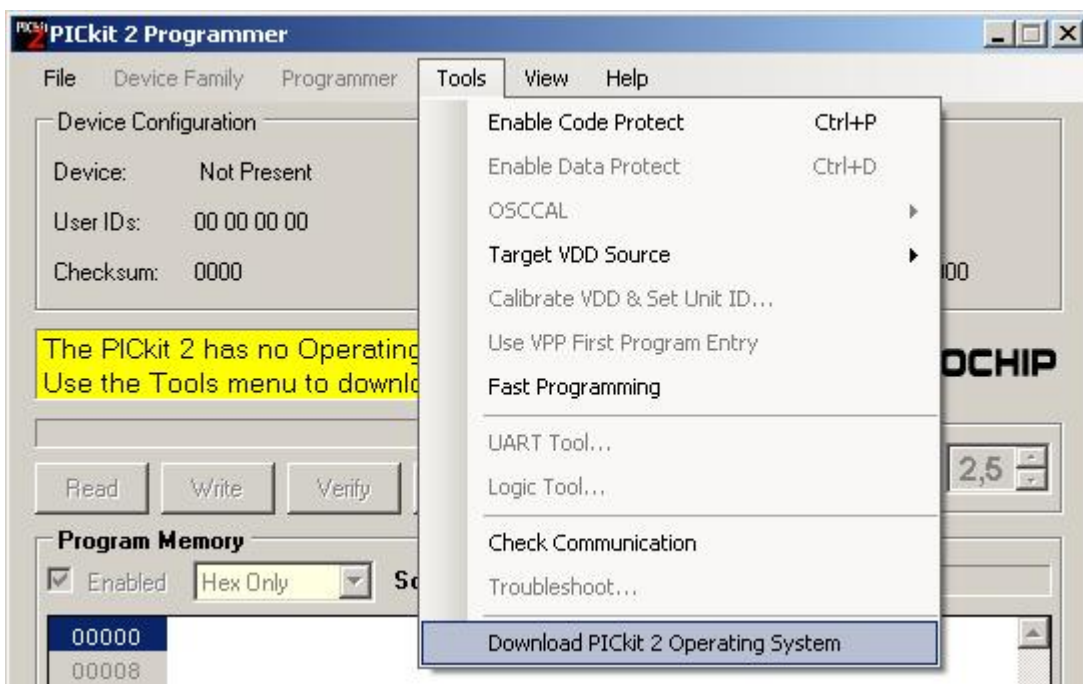 PICkit 2 Programmer
File Device Family Programmer Tools View Help
Device Configuration
Device: Not Present
User IDs: 00 00 00 00
Checksum: 0000
Enable Code Protect Ctrl+P
Enable Data Protect Ctrl+D
OSCCAL
Target VDD Source
Calibrate VDD & Set Unit ID...
Use VPP First Program Entry
Fast Programming
UART Tool...
Logic Tool...
Check Communication
Troubleshoot...
Download PICkit 2 Operating System
The PICkit 2 has no Operating
Use the Tools menu to downlo
OCHIP
2,5
Read Write Verify
Program Memory
Enabled Hex Only
00000
00008